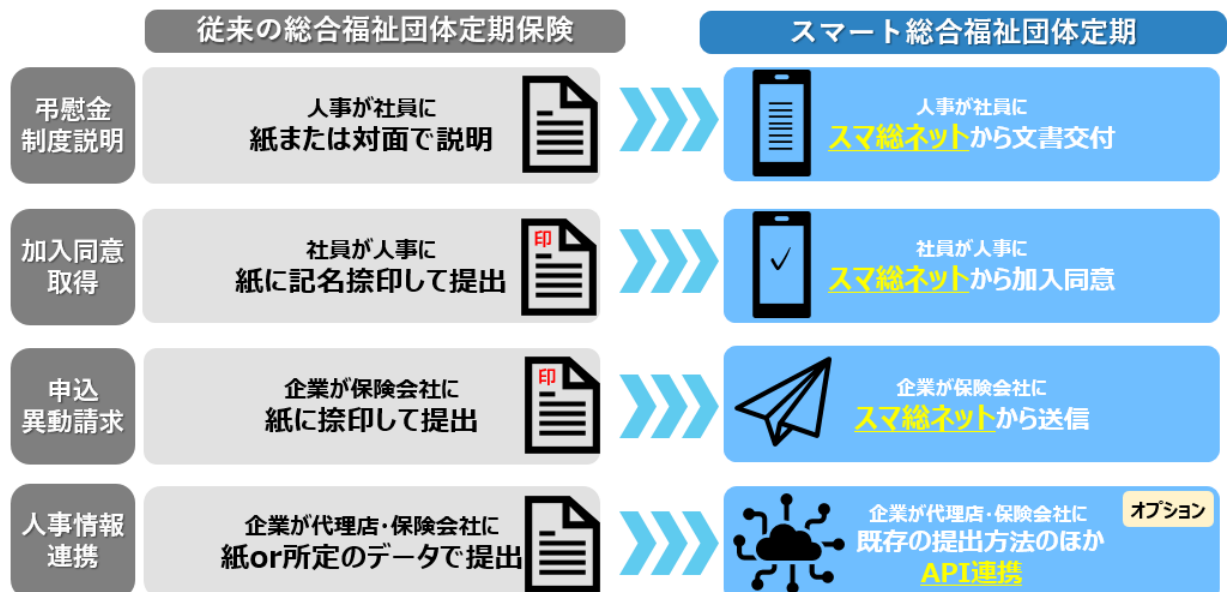 従来の総合福祉団体定期保険
スマート総合福祉団体定期
弔慰金
制度説明
人事が社員に
紙または対面で説明
人事が社員に
スマ総ネットから文書交付
加入同意
取得
社員が人事に
紙に記名捺印して提出
印
社員が人事に
スマ総ネットから加入同意
申込
異動請求
企業が保険会社に
紙に捺印して提出
印
企業が保険会社に
スマ総ネットから送信
人事情報
連携
企業が代理店・保険会社に
紙or所定のデータで提出
オプション
企業が代理店・保険会社に
既存の提出方法のほか
API連携